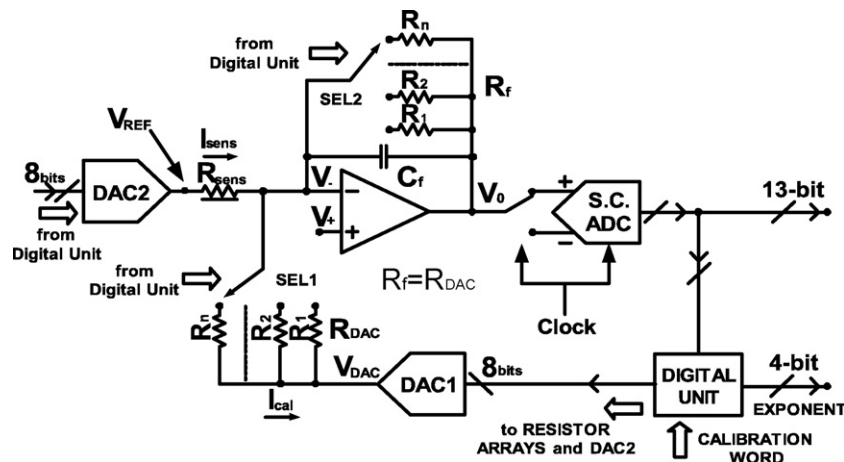 from
Digital Unit
Rn
SEL2
R2
R1
Rf
VREF
Isens
8bits
DAC2
Rsens
V-
V+
Cf
V0
+
-
S.C.
ADC
13-bit
from
Digital Unit
from
Digital Unit
SEL1
Rf=RDAC
Clock
Rn
R2
R1
RDAC
VDAC
Ical
DAC1
8bits
DIGITAL
UNIT
4-bit
EXPONENT
to RESISTOR
ARRAYS and DAC2
CALIBRATION
WORD